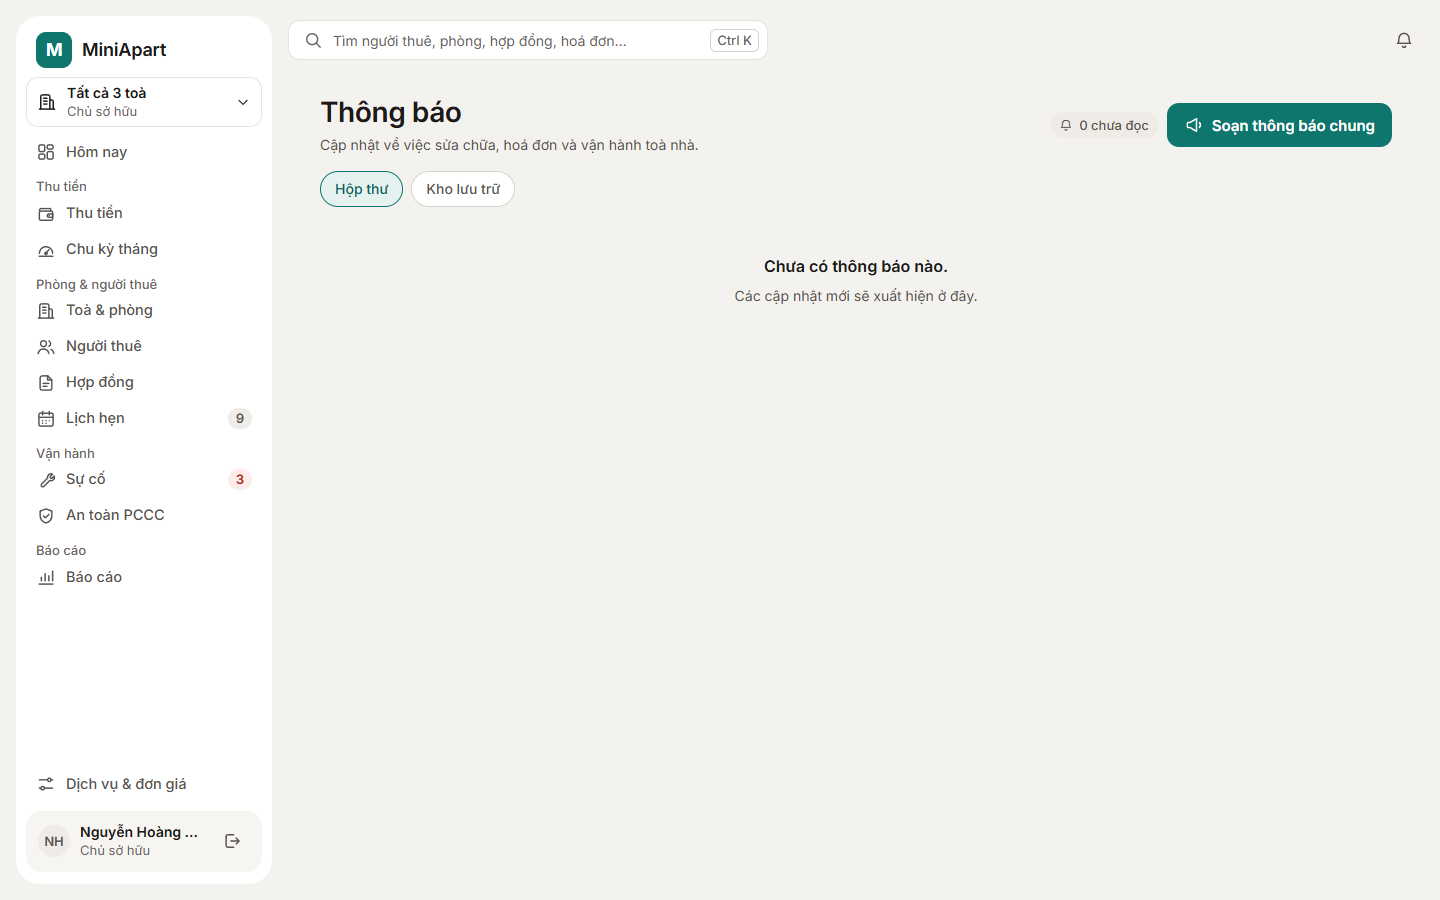 M MiniApart
Tất cả 3 toà
Chủ sở hữu
Hôm nay
Thu tiền
Thu tiền
Chu kỳ tháng
Phòng & người thuê
Toà & phòng
Người thuê
Hợp đồng
Lịch hẹn 9
Vận hành
Sự cố 3
An toàn PCCC
Báo cáo
Báo cáo
Dịch vụ & đơn giá
NH
Nguyễn Hoàng ...
Chủ sở hữu
Tìm người thuê, phòng, hợp đồng, hoá đơn... Ctrl K
Thông báo
Cập nhật về việc sửa chữa, hoá đơn và vận hành toà nhà.
0 chưa đọc
Soạn thông báo chung
Hộp thư
Kho lưu trữ
Chưa có thông báo nào.
Các cập nhật mới sẽ xuất hiện ở đây.